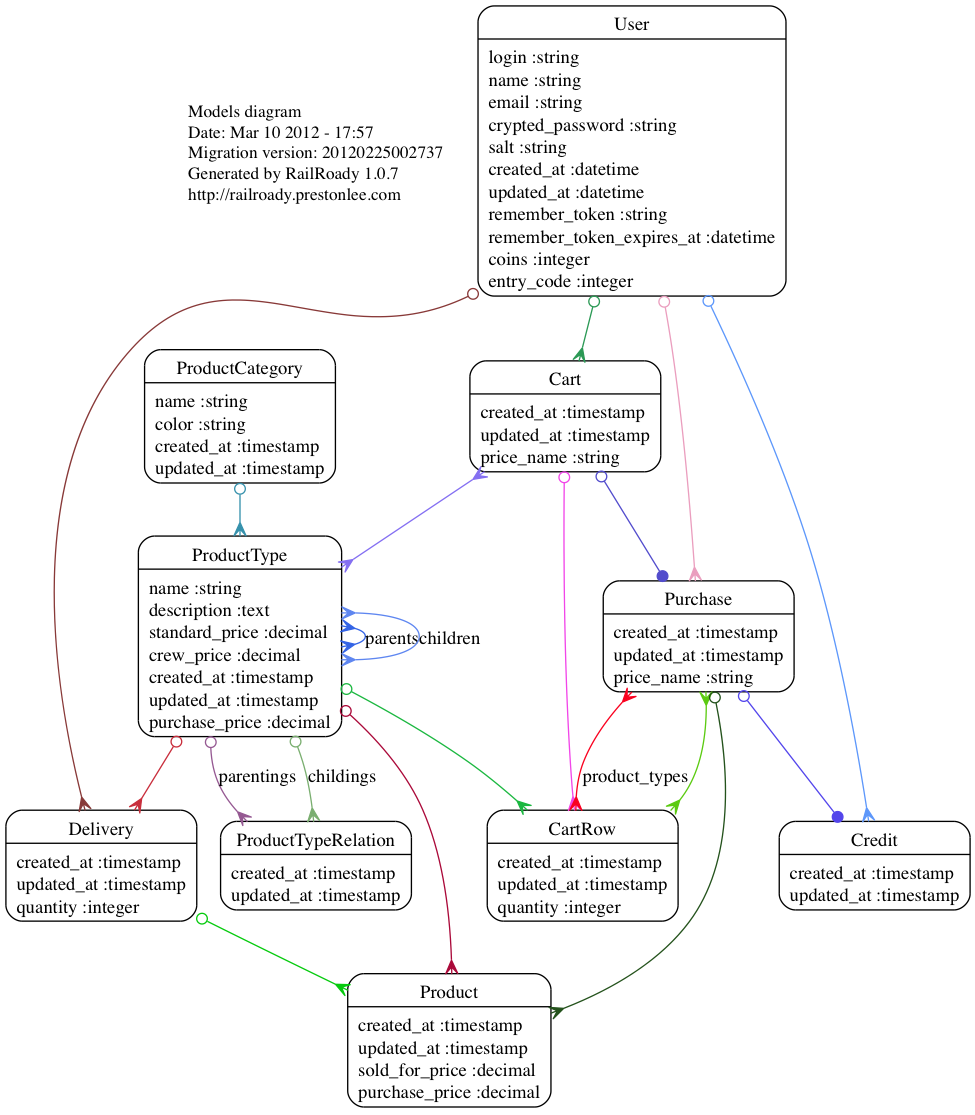 User
login :string
name :string
email :string
crypted_password :string
salt :string
created_at :datetime
updated_at :datetime
remember_token :string
remember_token_expires_at :datetime
coins :integer
entry_code :integer
Models diagram
Date: Mar 10 2012 - 17:57
Migration version: 20120225002737
Generated by RailRoady 1.0.7
http://railroady.prestonlee.com
ProductCategory
name :string
color :string
created_at :timestamp
updated_at :timestamp
Cart
created_at :timestamp
updated_at :timestamp
price_name :string
ProductType
name :string
description :text
standard_price :decimal
crew_price :decimal
created_at :timestamp
updated_at :timestamp
purchase_price :decimal
parents
children
Purchase
created_at :timestamp
updated_at :timestamp
price_name :string
parentings
childings
product_types
Delivery
created_at :timestamp
updated_at :timestamp
quantity :integer
ProductTypeRelation
created_at :timestamp
updated_at :timestamp
CartRow
created_at :timestamp
updated_at :timestamp
quantity :integer
Credit
created_at :timestamp
updated_at :timestamp
Product
created_at :timestamp
updated_at :timestamp
sold_for_price :decimal
purchase_price :decimal